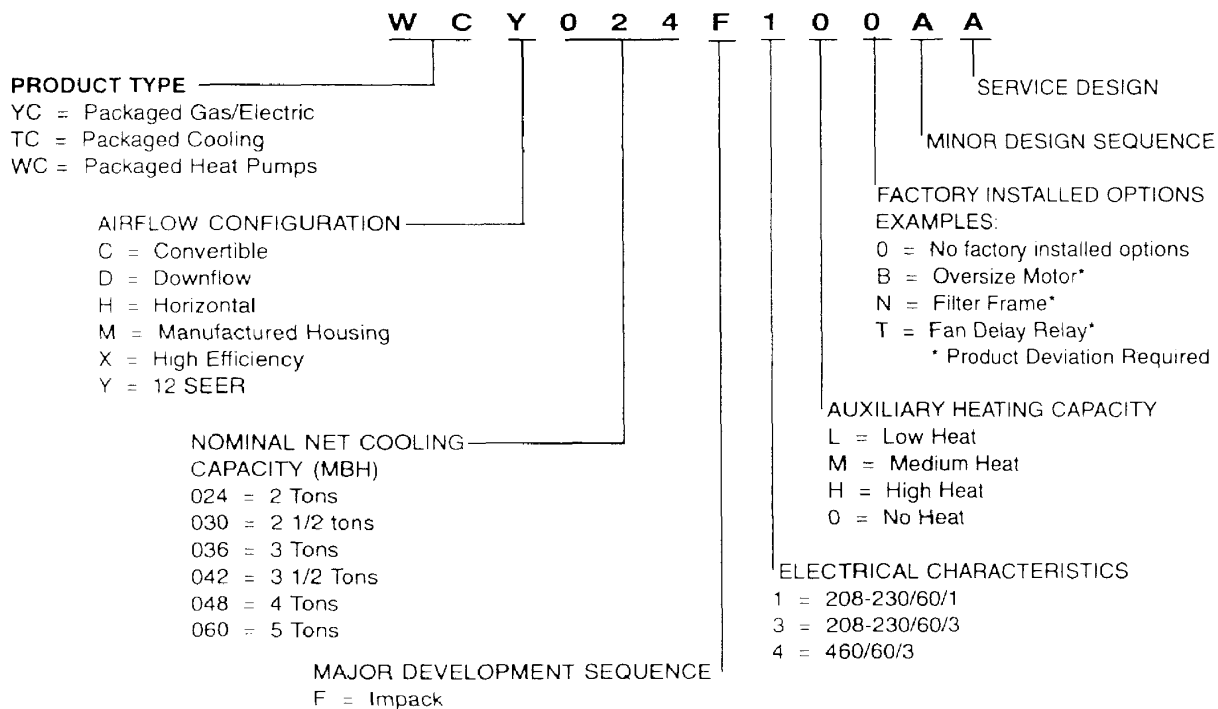 W C Y 0 2 4 F 1 0 0 A A
PRODUCT TYPE
YC = Packaged Gas/Electric
TC = Packaged Cooling
WC = Packaged Heat Pumps
AIRFLOW CONFIGURATION
C = Convertible
D = Downflow
H = Horizontal
M = Manufactured Housing
X = High Efficiency
Y = 12 SEER
NOMINAL NET COOLING
CAPACITY (MBH)
024 = 2 Tons
030 = 2 1/2 tons
036 = 3 Tons
042 = 3 1/2 Tons
048 = 4 Tons
060 = 5 Tons
MAJOR DEVELOPMENT SEQUENCE
F = Impack
SERVICE DESIGN
MINOR DESIGN SEQUENCE
FACTORY INSTALLED OPTIONS
EXAMPLES:
0 = No factory installed options
B = Oversize Motor*
N = Filter Frame*
T = Fan Delay Relay*
* Product Deviation Required
AUXILIARY HEATING CAPACITY
L = Low Heat
M = Medium Heat
H = High Heat
0 = No Heat
ELECTRICAL CHARACTERISTICS
1 = 208-230/60/1
3 = 208-230/60/3
4 = 460/60/3